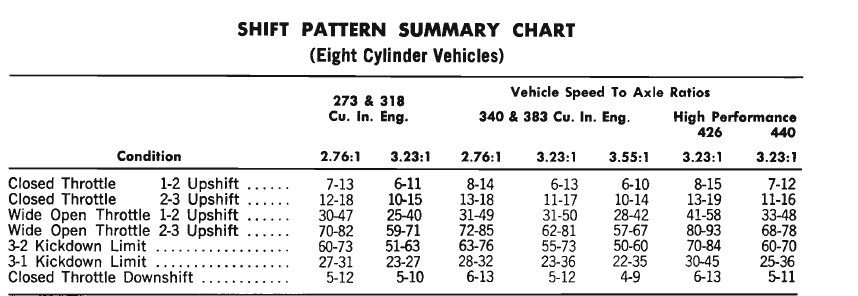 SHIFT PATTERN SUMMARY CHART
(Eight Cylinder Vehicles)
Vehicle Speed To Axle Ratios
273 & 318
Cu. In. Eng. 340 & 383 Cu. In. Eng. High Performance
426 440
Condition 2.76:1 3.23:1 2.76:1 3.23:1 3.55:1 3.23:1 3.23:1
Closed Throttle 1-2 Upshift ...... 7-13 6-11 8-14 6-13 6-10 8-15 7-12
Closed Throttle 2-3 Upshift ...... 12-18 10-15 13-18 11-17 10-14 13-19 11-16
Wide Open Throttle 1-2 Upshift ...... 30-47 25-40 31-49 31-50 28-42 41-58 33-48
Wide Open Throttle 2-3 Upshift ...... 70-82 59-71 72-85 62-81 57-67 80-93 68-78
3-2 Kickdown Limit .................. 60-73 51-63 63-76 55-73 50-60 70-84 60-70
3-1 Kickdown Limit .................. 27-31 23-27 28-32 23-36 22-35 30-45 25-36
Closed Throttle Downshift ............ 5-12 5-10 6-13 5-12 4-9 6-13 5-11